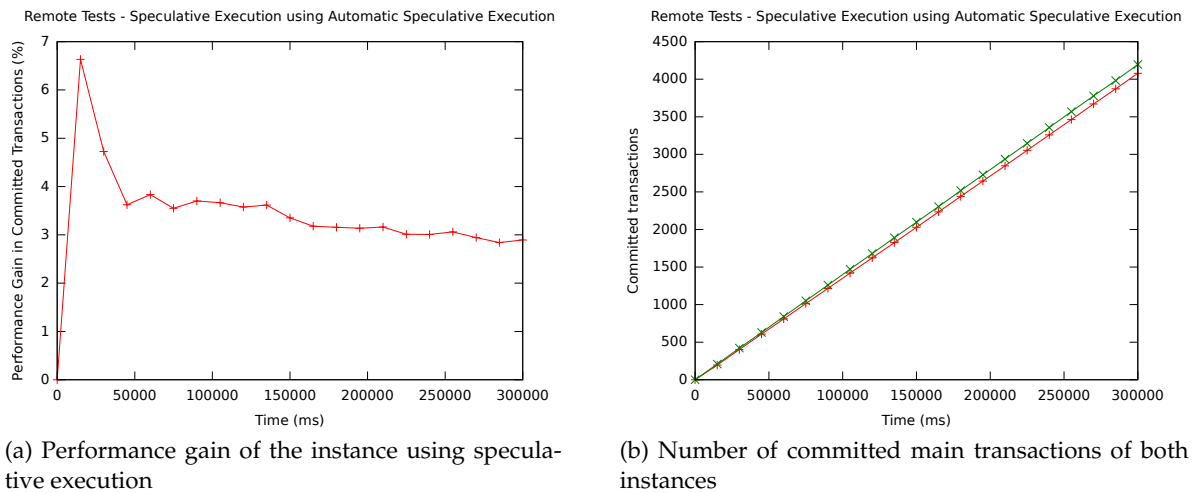 Remote Tests - Speculative Execution using Automatic Speculative Execution
7
6
5
4
3
2
1
0
Performance Gain in Committed Transactions (%)
0 50000 100000 150000 200000 250000 300000
Time (ms)
(a) Performance gain of the instance using specula-
tive execution
Remote Tests - Speculative Execution using Automatic Speculative Execution
4500
4000
3500
3000
2500
2000
1500
1000
500
0
Committed transactions
0 50000 100000 150000 200000 250000 300000
Time (ms)
(b) Number of committed main transactions of both
instances